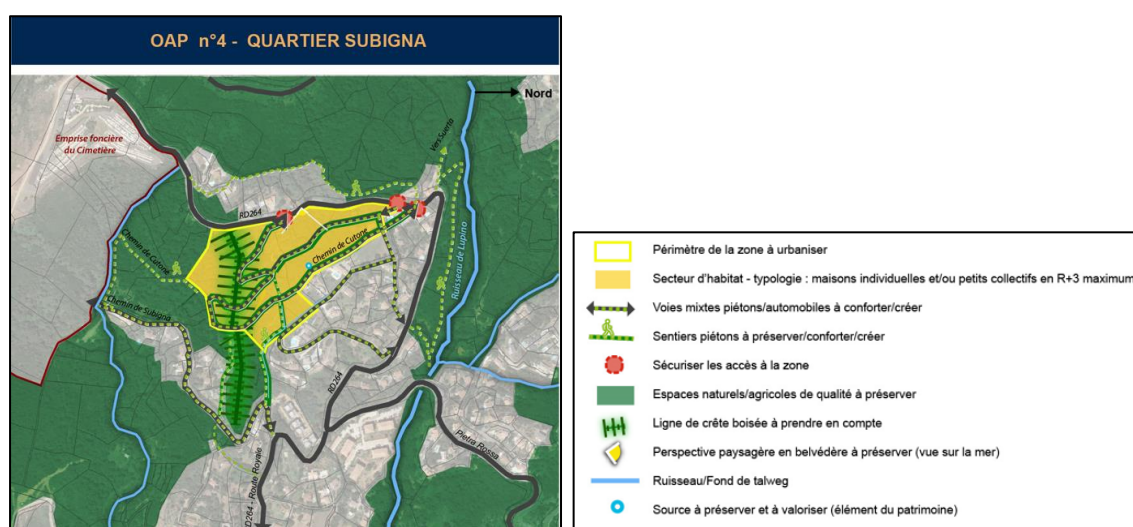 OAP n°4 - QUARTIER SUBIGNA
Nord
Emprise foncière
du Cimetière
Vers Suerta
RD264
Chemin de Cutone
Chemin de Cutone
Ruisseau de Lupino
Chemin de Subigna
RD264
Pietra Rossa
RD264 - Route Royale
Périmètre de la zone à urbaniser
Secteur d'habitat - typologie : maisons individelles et/ou petits collectifs en R+3 maximum
Voies mixtes piétons/automobiles à conforter/créer
Sentiers piétons à préserver/conforter/créer
Sécuriser les accès à la zone
Espaces naturels/agricoles de qualité à préserver
Ligne de crête boisée à prendre en compte
Perspective paysagère en belvédère à préserver (vue sur la mer)
Ruisseau/Fond de talweg
Source à préserver et à valoriser (élément du patrimoine)